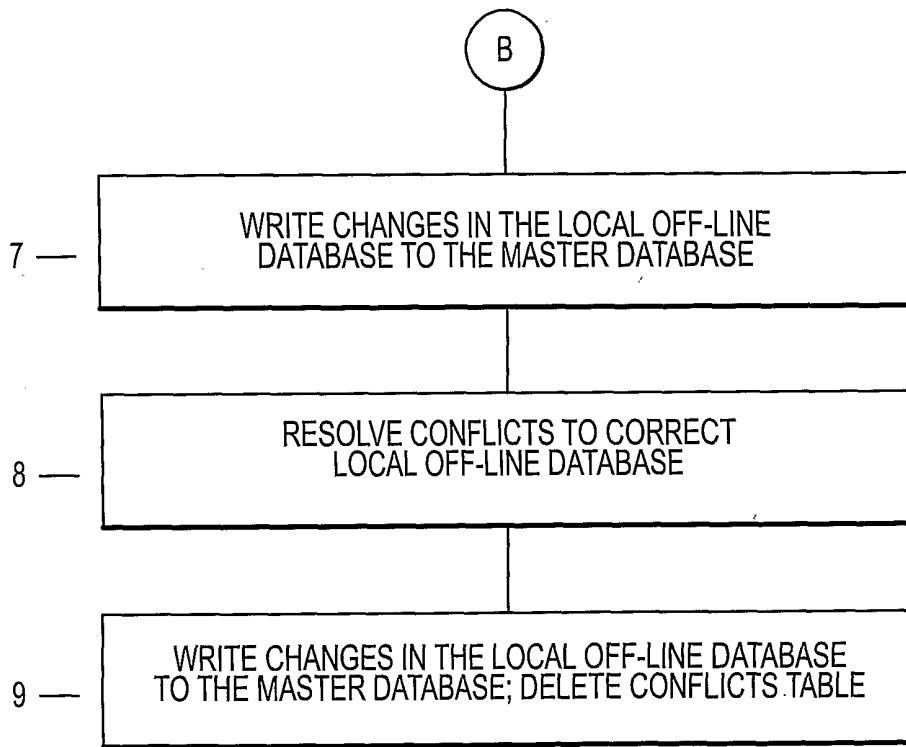 B
7 — WRITE CHANGES IN THE LOCAL OFF-LINE
DATABASE TO THE MASTER DATABASE
8 — RESOLVE CONFLICTS TO CORRECT
LOCAL OFF-LINE DATABASE
9 — WRITE CHANGES IN THE LOCAL OFF-LINE DATABASE
TO THE MASTER DATABASE; DELETE CONFLICTS TABLE